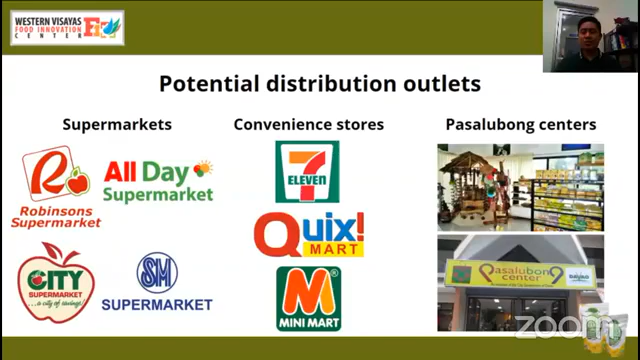 WESTERN VISAYAS
FOOD INNOVATION
CENTER
Potential distribution outlets
Supermarkets
Convenience stores
Pasalubong centers
R
Robinsons
Supermarket
All Day
Supermarket
CITY
SUPERMARKET
...a city of savings!
SM
SUPERMARKET
7
ELEVEN
Quix!
MART
M
MINI MART
Pasalubong
center
zoom